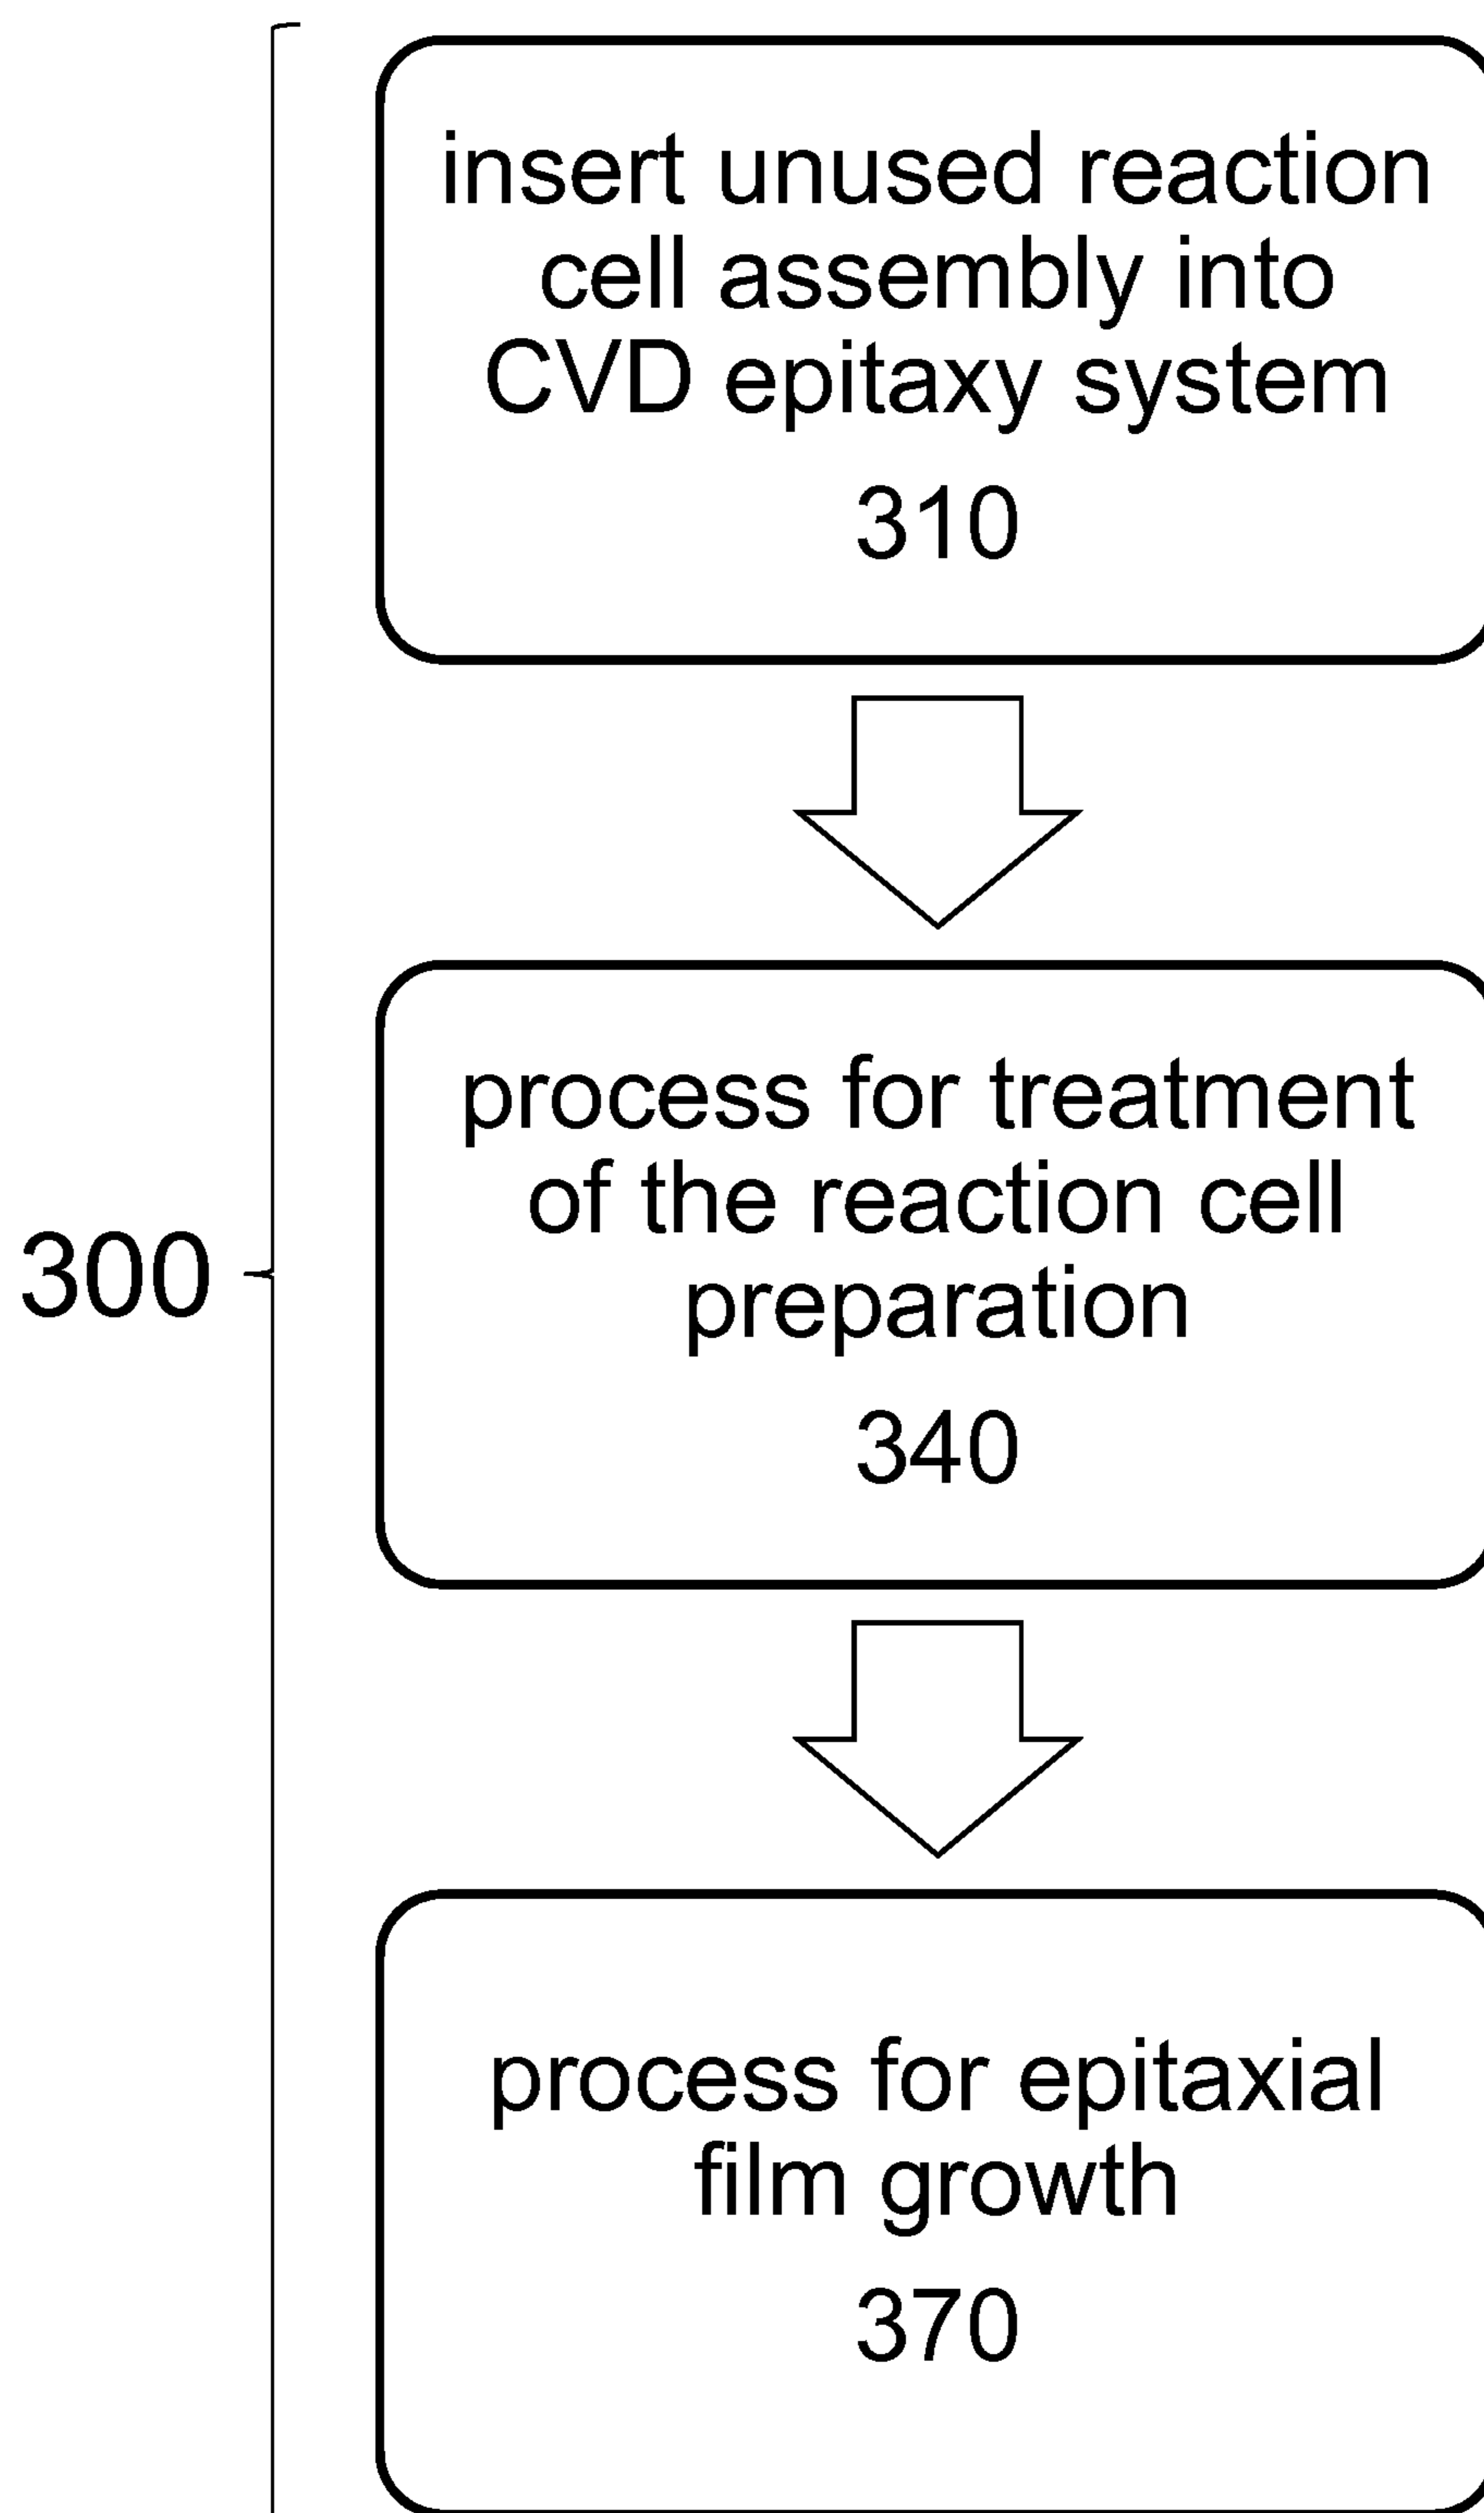 insert unused reaction
cell assembly into
CVD epitaxy system
310
process for treatment
of the reaction cell
preparation
340
300
process for epitaxial
film growth
370